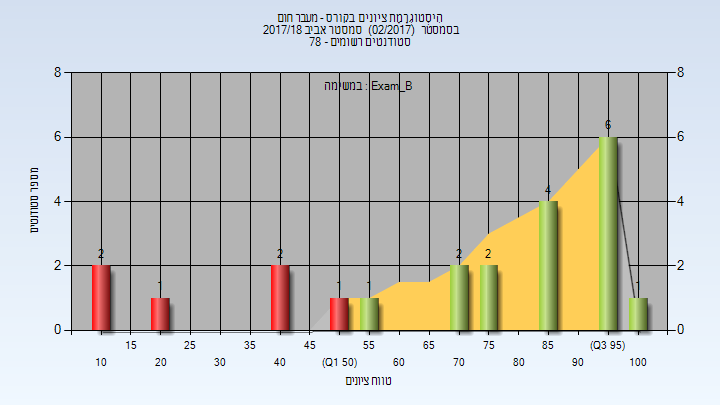 היסטוגרמת ציונים בקורס - מעבר חום
בסמסטר (02/2017) סמסטר אביב 2017/18
סטודנטים רשומים - 78
במשימה : Exam_B
מספר סטודנטים
8 8
6 6
4 4
2 2
0 0
2 1 2 1 1 2 2 4 6 1
15 25 35 45 55 65 75 85 (Q3 95)
10 20 30 40 (Q1 50) 60 70 80 90 100
טווח ציונים